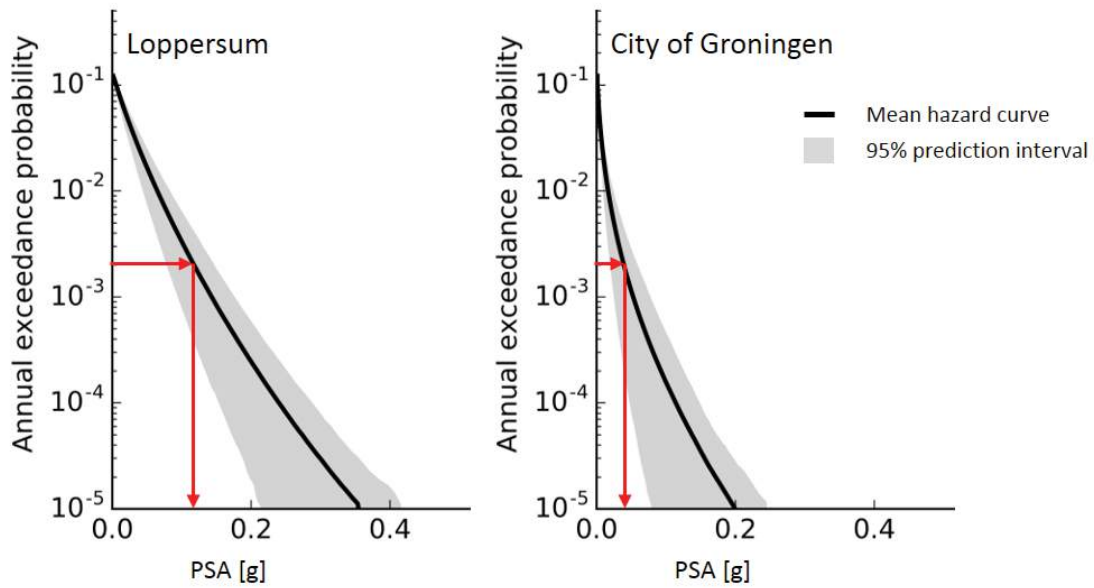 Loppersum
Annual exceedance probability
10⁻¹
10⁻²
10⁻³
10⁻⁴
10⁻⁵
0.0 0.2 0.4
PSA [g]
City of Groningen
Annual exceedance probability
10⁻¹
10⁻²
10⁻³
10⁻⁴
10⁻⁵
0.0 0.2 0.4
PSA [g]
Mean hazard curve
95% prediction interval